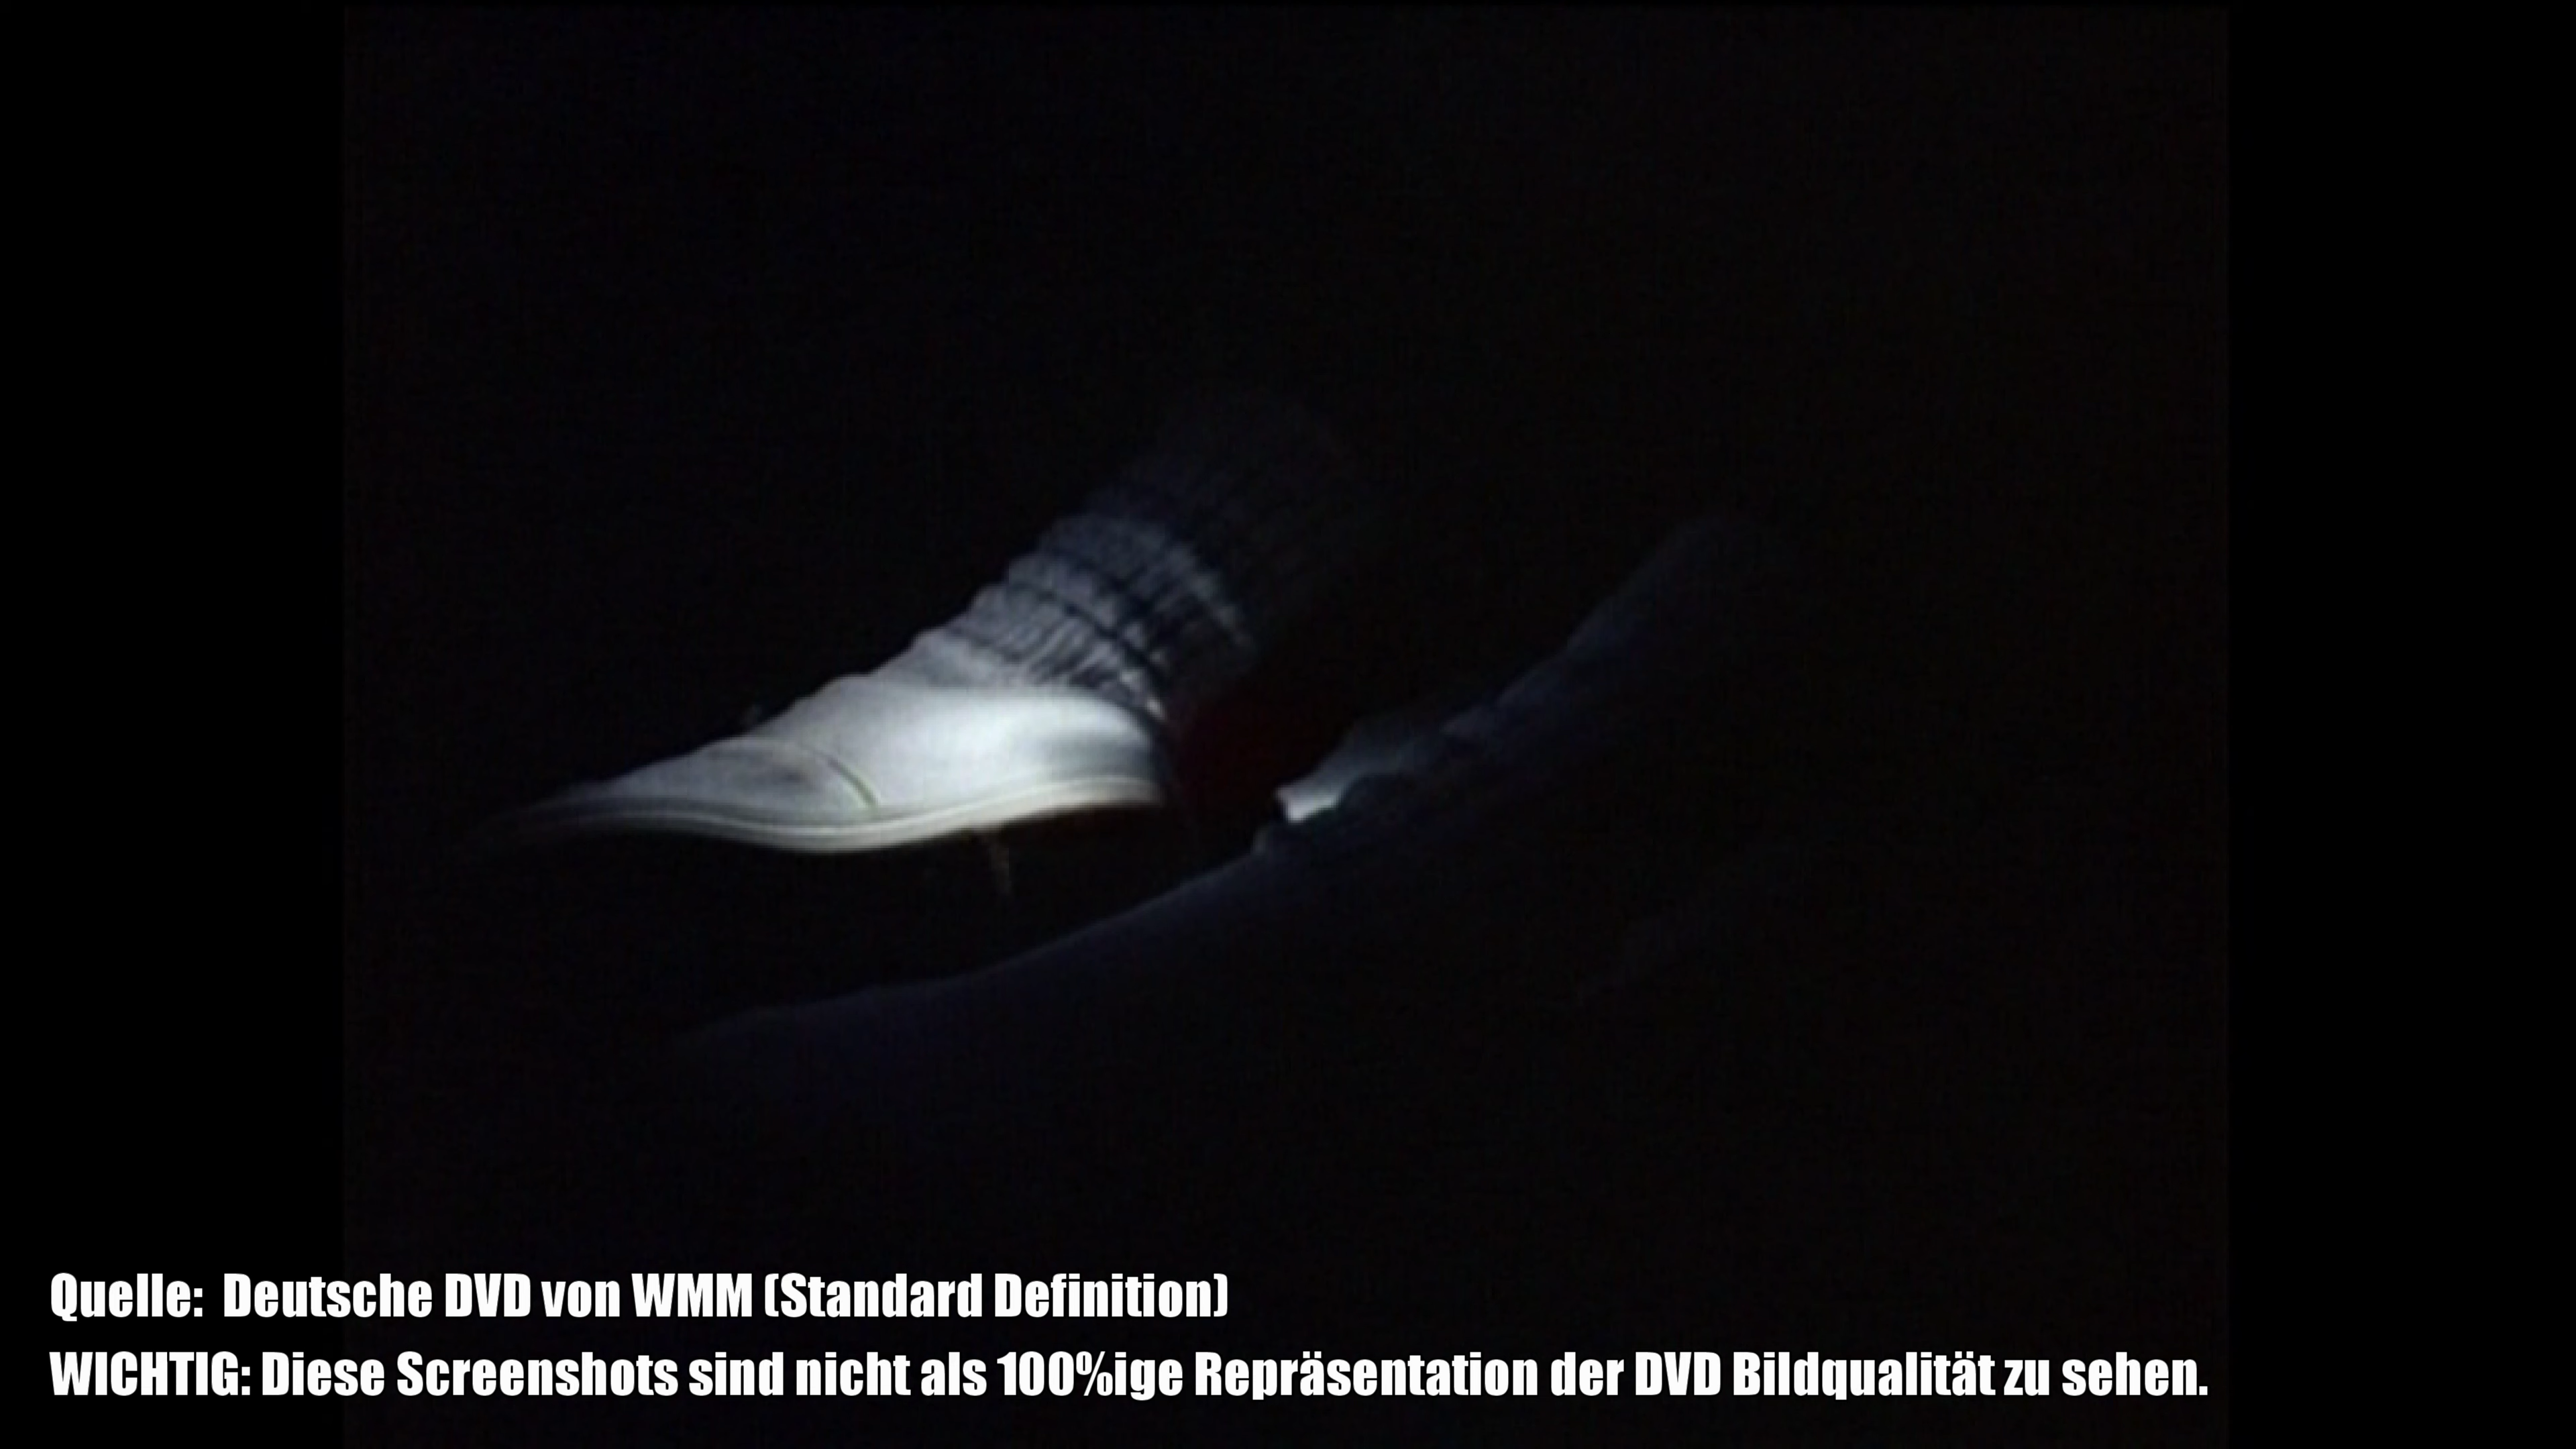 Quelle: Deutsche DVD von WMM (Standard Definition)
WICHTIG: Diese Screenshots sind nicht als 100%ige Repräsentation der DVD Bildqualität zu sehen.